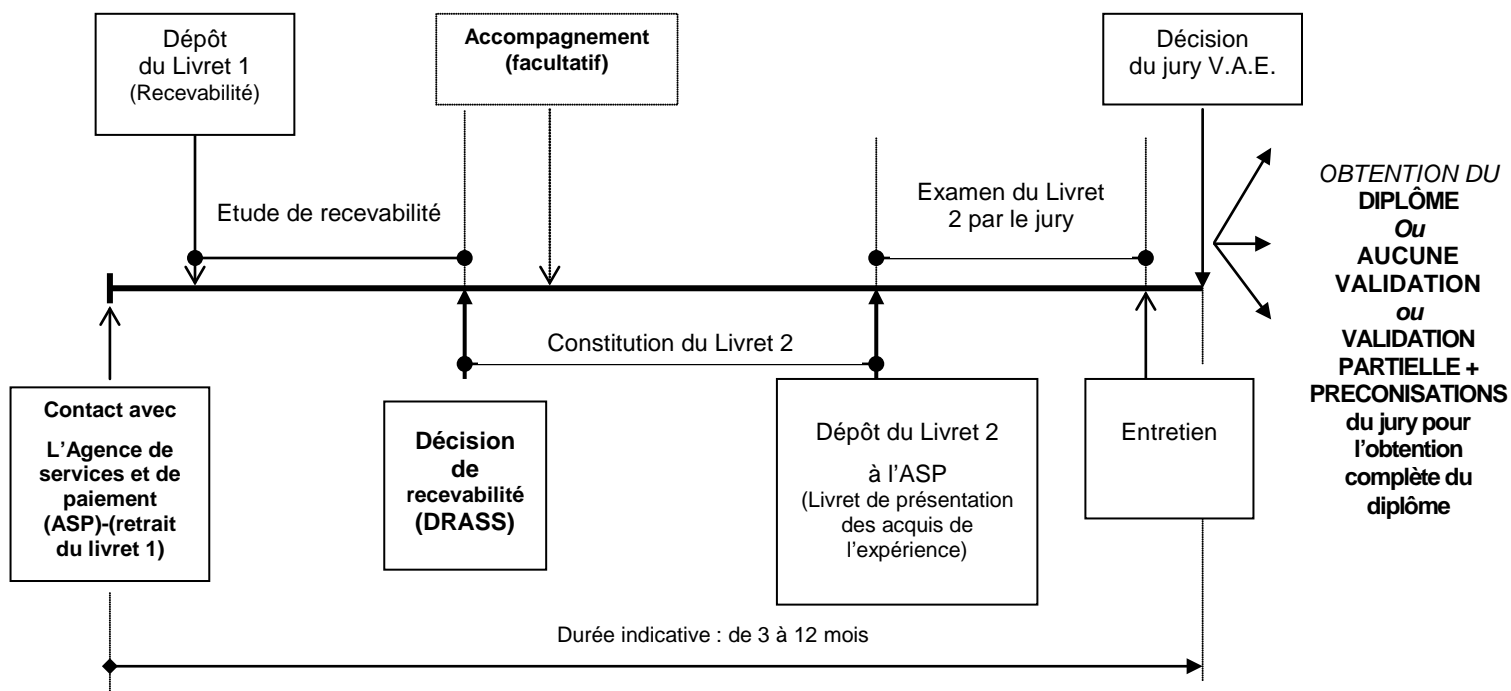 Dépôt
du Livret 1
(Recevabilité)
Accompagnement
(facultatif)
Décision
du jury V.A.E.
Etude de recevabilité
Examen du Livret
2 par le jury
OBTENTION DU
DIPLÔME
Ou
AUCUNE
VALIDATION
ou
VALIDATION
PARTIELLE +
PRECONISATIONS
du jury pour
l'obtention
complète du
diplôme
Constitution du Livret 2
Contact avec
L'Agence de
services et de
paiement
(ASP)-(retrait
du livret 1)
Décision
de
recevabilité
(DRASS)
Dépôt du Livret 2
à l'ASP
(Livret de présentation
des acquis de
l'expérience)
Entretien
Durée indicative : de 3 à 12 mois